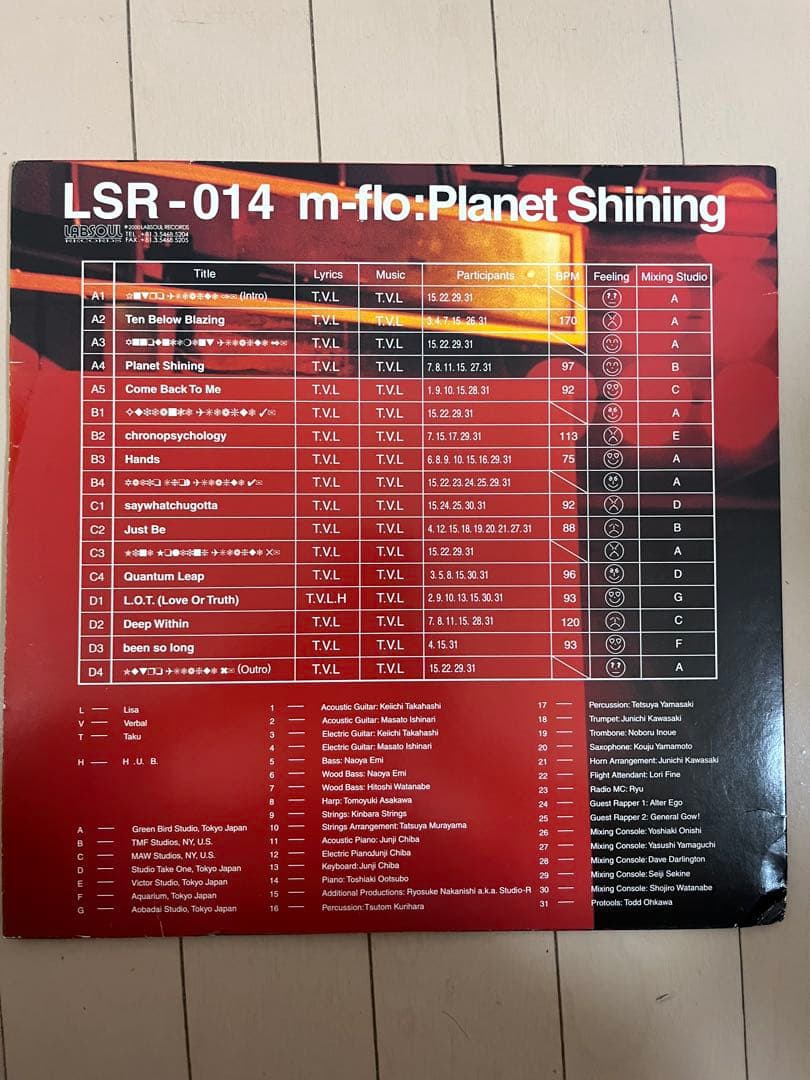 LSR-014 m-flo:Planet Shining
LABSOUL RECORDS ℗2000 LABSOUL RECORDS
TEL. +81.3.5468.5204
FAX. +81.3.5468.5205
Title Lyrics Music Participants BPM Feeling Mixing Studio
A1 (Intro) T.V.L T.V.L 15. 22. 29. 31 A
A2 Ten Below Blazing T.V.L T.V.L 3. 4. 7. 15. 26. 31 170 A
A3 T.V.L T.V.L 15. 22. 29. 31 A
A4 Planet Shining T.V.L T.V.L 7. 8. 11. 15. 27. 31 97 B
A5 Come Back To Me T.V.L T.V.L 1. 9. 10. 15. 28. 31 92 C
B1 T.V.L T.V.L 15. 22. 29. 31 A
B2 chronopsychology T.V.L T.V.L 7. 15. 17. 29. 31 113 E
B3 Hands T.V.L T.V.L 6. 8. 9. 10. 15. 16. 29. 31 75 A
B4 T.V.L T.V.L 15. 22. 23. 24. 25. 29. 31 A
C1 saywhatchugotta T.V.L T.V.L 15. 24. 25. 30. 31 92 D
C2 Just Be T.V.L T.V.L 4. 12. 15. 18. 19. 20. 21. 27. 31 88 B
C3 T.V.L T.V.L 15. 22. 29. 31 A
C4 Quantum Leap T.V.L T.V.L 3. 5. 8. 15. 30. 31 96 D
D1 L.O.T. (Love Or Truth) T.V.L.H T.V.L 2. 9. 10. 13. 15. 30. 31 93 G
D2 Deep Within T.V.L T.V.L 7. 8. 11. 15. 28. 31 120 C
D3 been so long T.V.L T.V.L 4. 15. 31 93 F
D4 (Outro) T.V.L T.V.L 15. 22. 29. 31 A
L — Lisa
V — Verbal
T — Taku
H — H . U . B.
A — Green Bird Studio, Tokyo Japan
B — TMF Studios, NY, U.S.
C — MAW Studios, NY, U.S.
D — Studio Take One, Tokyo Japan
E — Victor Studio, Tokyo Japan
F — Aquarium, Tokyo Japan
G — Aobadai Studio, Tokyo Japan
1 — Acoustic Guitar: Keiichi Takahashi
2 — Acoustic Guitar: Masato Ishinari
3 — Electric Guitar: Keiichi Takahashi
4 — Electric Guitar: Masato Ishinari
5 — Bass: Naoya Emi
6 — Wood Bass: Naoya Emi
7 — Wood Bass: Hitoshi Watanabe
8 — Harp: Tomoyuki Asakawa
9 — Strings: Kinbara Strings
10 — Strings Arrangement: Tatsuya Murayama
11 — Acoustic Piano: Junji Chiba
12 — Electric Piano:Junji Chiba
13 — Keyboard: Junji Chiba
14 — Piano: Toshiaki Ootsubo
15 — Additional Productions: Ryosuke Nakanishi a.k.a. Studio-R
16 — Percussion: Tsutom Kurihara
17 — Percussion: Tetsuya Yamasaki
18 — Trumpet: Junichi Kawasaki
19 — Trombone: Noboru Inoue
20 — Saxophone: Kouju Yamamoto
21 — Horn Arrangement: Junichi Kawasaki
22 — Flight Attendant: Lori Fine
23 — Radio MC: Ryu
24 — Guest Rapper 1: Alter Ego
25 — Guest Rapper 2: General Gow!
26 — Mixing Console: Yoshiaki Onishi
27 — Mixing Console: Yasushi Yamaguchi
28 — Mixing Console: Dave Darlington
29 — Mixing Console: Seiji Sekine
30 — Mixing Console: Shojiro Watanabe
31 — Protools: Todd Ohkawa